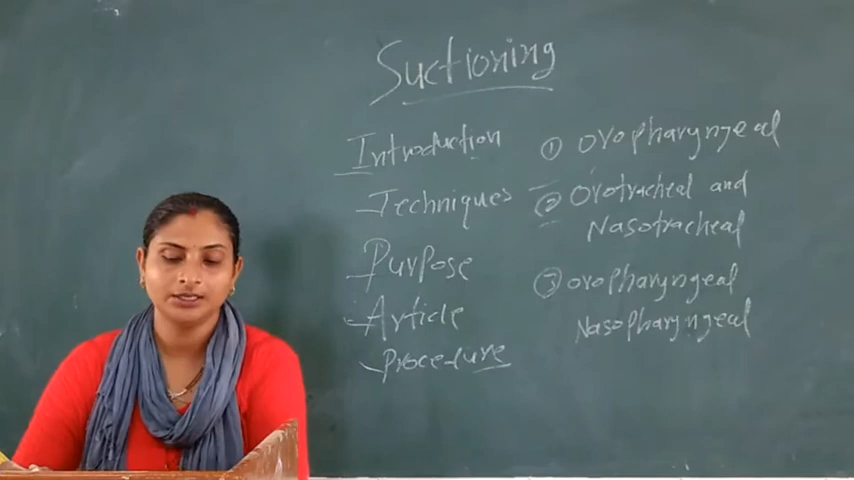 Suctioning
Introduction
Techniques
Purpose
Article
Procedure
① oropharyngeal
② Orotracheal and
Nasotracheal
③ oropharyngeal
Nasopharyngeal